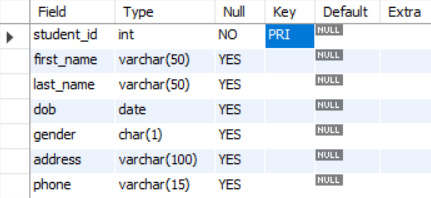 Field Type Null Key Default Extra
student_id int NO PRI NULL
first_name varchar(50) YES NULL
last_name varchar(50) YES NULL
dob date YES NULL
gender char(1) YES NULL
address varchar(100) YES NULL
phone varchar(15) YES NULL